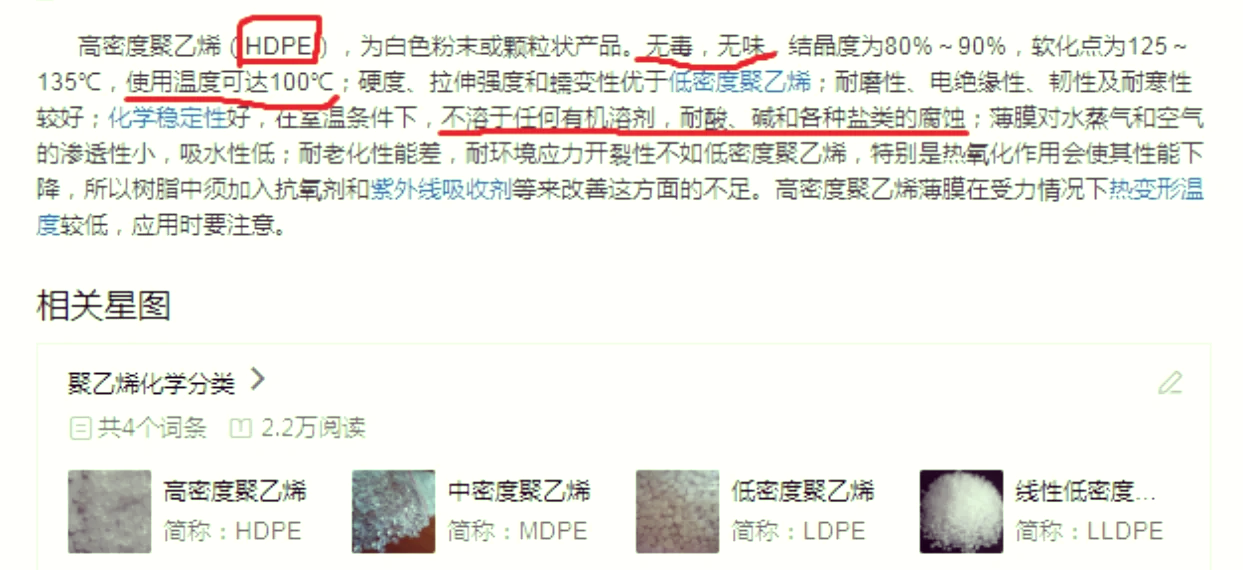 高密度聚乙烯（HDPE），为白色粉末或颗粒状产品。无毒，无味，结晶度为80%～90%，软化点为125～
135℃，使用温度可达100℃；硬度、拉伸强度和蠕变性优于低密度聚乙烯；耐磨性、电绝缘性、韧性及耐寒性
较好；化学稳定性好，在室温条件下，不溶于任何有机溶剂，耐酸、碱和各种盐类的腐蚀；薄膜对水蒸气和空气
的渗透性小，吸水性低；耐老化性能差，耐环境应力开裂性不如低密度聚乙烯，特别是热氧化作用会使其性能下
降，所以树脂中须加入抗氧剂和紫外线吸收剂等来改善这方面的不足。高密度聚乙烯薄膜在受力情况下热变形温
度较低，应用时要注意。
相关星图
聚乙烯化学分类
共4个词条 2.2万阅读
高密度聚乙烯 中密度聚乙烯 低密度聚乙烯 线性低密度...
简称：HDPE 简称：MDPE 简称：LDPE 简称：LLDPE